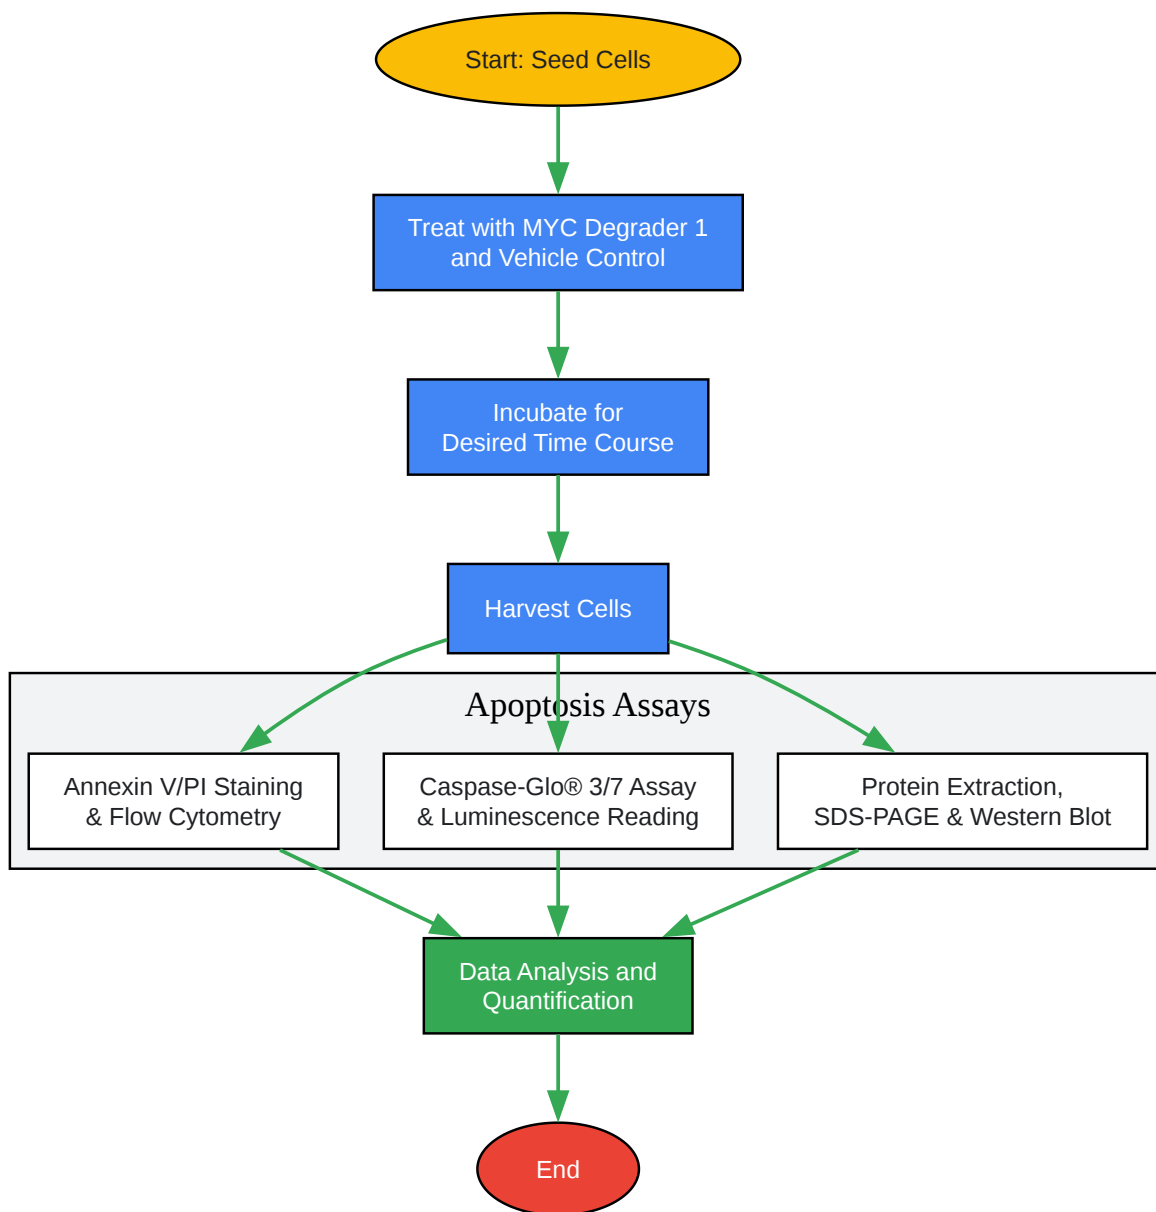 Start: Seed Cells
Treat with MYC Degrader 1
and Vehicle Control
Incubate for
Desired Time Course
Harvest Cells
Apoptosis Assays
Annexin V/PI Staining
& Flow Cytometry
Caspase-Glo® 3/7 Assay
& Luminescence Reading
Protein Extraction,
SDS-PAGE & Western Blot
Data Analysis and
Quantification
End